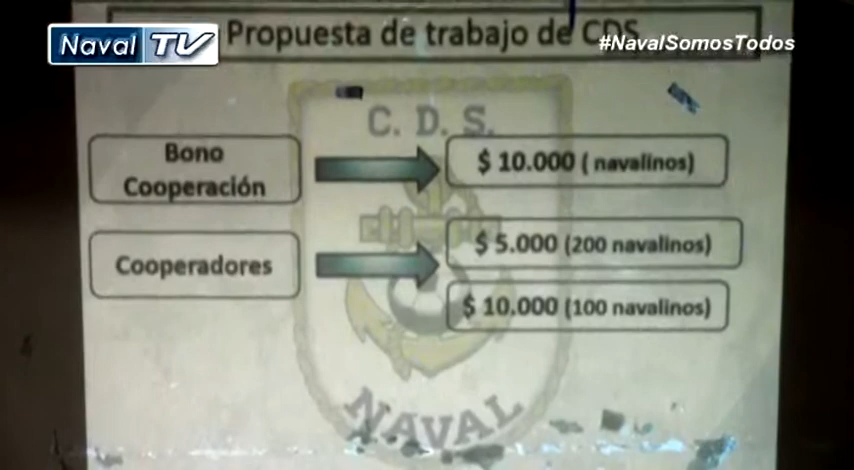 Naval TV
Propuesta de trabajo de CDS
#NavalSomosTodos
C. D. S.
Bono
Cooperación
$ 10.000 ( navalinos)
Cooperadores
$ 5.000 (200 navalinos)
$ 10.000 (100 navalinos)
NAVAL